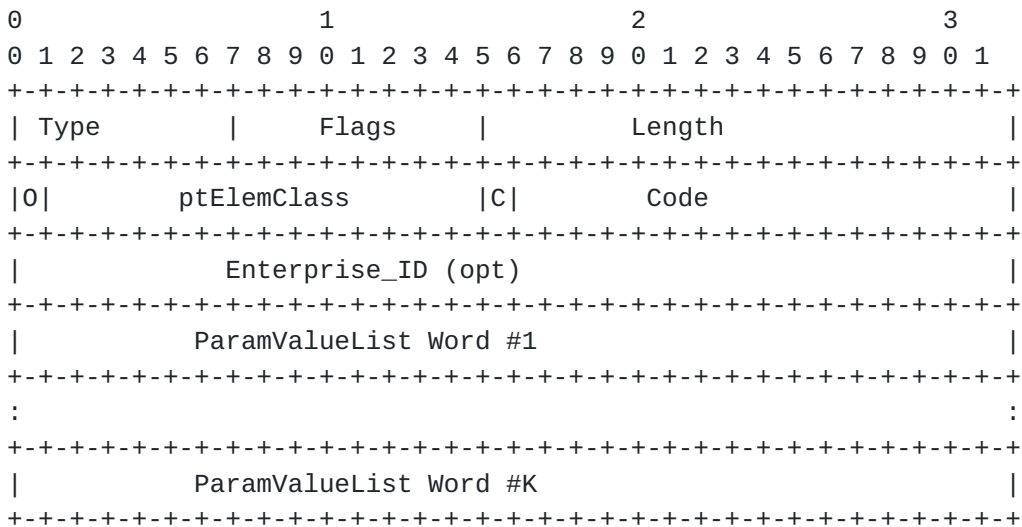 0                   1                   2                   3
0 1 2 3 4 5 6 7 8 9 0 1 2 3 4 5 6 7 8 9 0 1 2 3 4 5 6 7 8 9 0 1
+-+-+-+-+-+-+-+-+-+-+-+-+-+-+-+-+-+-+-+-+-+-+-+-+-+-+-+-+-+-+-+-+
| Type        |     Flags     |         Length                  |
+-+-+-+-+-+-+-+-+-+-+-+-+-+-+-+-+-+-+-+-+-+-+-+-+-+-+-+-+-+-+-+-+
|O|        ptElemClass        |C|        Code                   |
+-+-+-+-+-+-+-+-+-+-+-+-+-+-+-+-+-+-+-+-+-+-+-+-+-+-+-+-+-+-+-+-+
|             Enterprise_ID (opt)                               |
+-+-+-+-+-+-+-+-+-+-+-+-+-+-+-+-+-+-+-+-+-+-+-+-+-+-+-+-+-+-+-+-+
|           ParamValueList Word #1                              |
+-+-+-+-+-+-+-+-+-+-+-+-+-+-+-+-+-+-+-+-+-+-+-+-+-+-+-+-+-+-+-+-+
:                                                               :
+-+-+-+-+-+-+-+-+-+-+-+-+-+-+-+-+-+-+-+-+-+-+-+-+-+-+-+-+-+-+-+-+
|           ParamValueList Word #K                              |
+-+-+-+-+-+-+-+-+-+-+-+-+-+-+-+-+-+-+-+-+-+-+-+-+-+-+-+-+-+-+-+-+